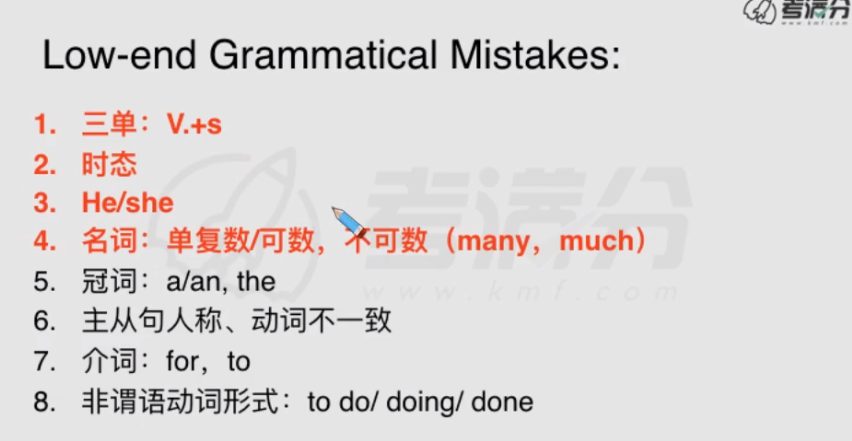 考满分
www.kmf.com
Low-end Grammatical Mistakes:
1. 三单：V.+s
2. 时态
3. He/she
4. 名词：单复数/可数，不可数（many，much）
5. 冠词：a/an, the
6. 主从句人称、动词不一致
7. 介词：for，to
8. 非谓语动词形式：to do/ doing/ done
考满分
www.kmf.com